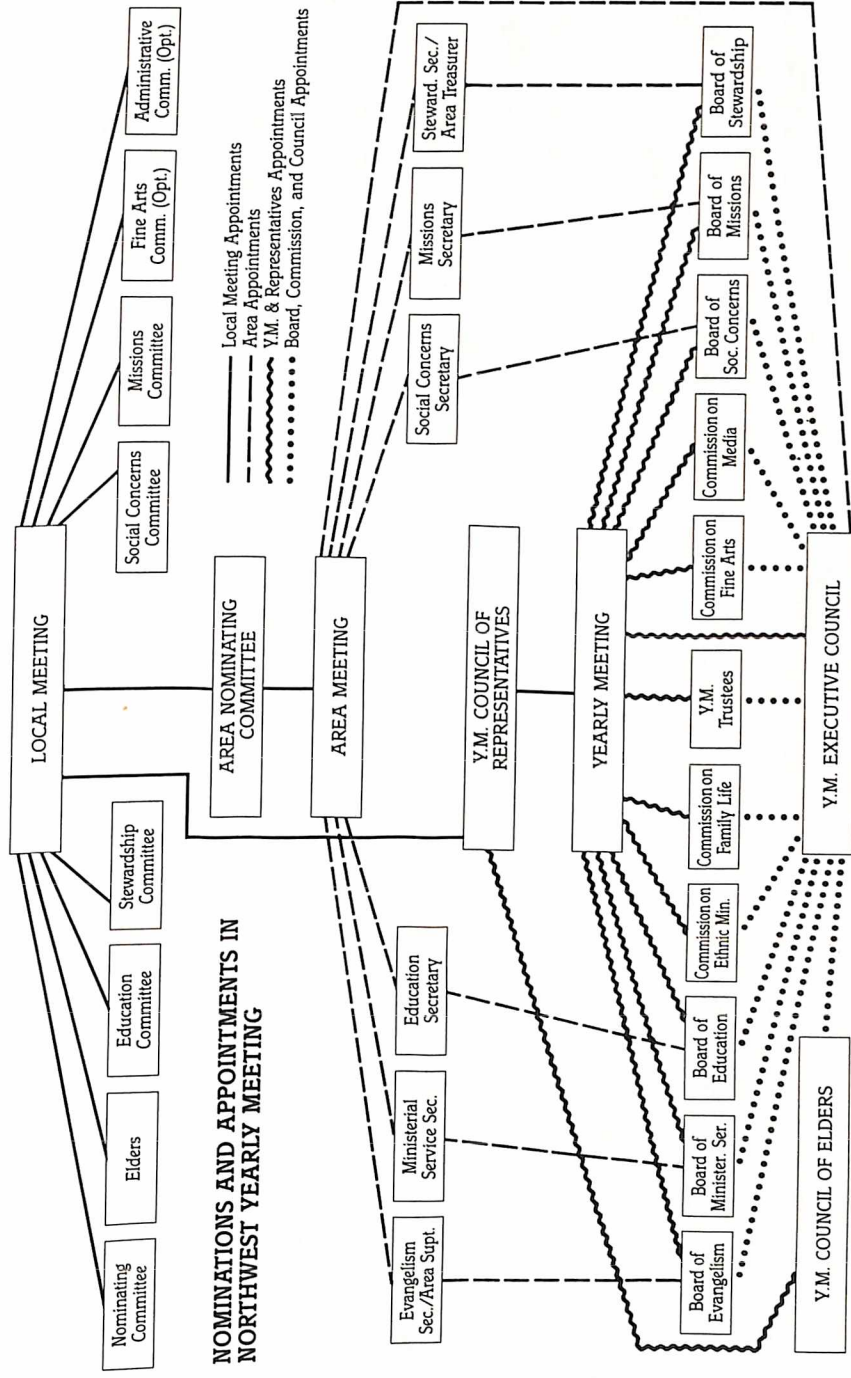 LOCAL MEETING
Nominating
Committee
Elders
Education
Committee
Stewardship
Committee
Social Concerns
Committee
Missions
Committee
Fine Arts
Comm. (Opt.)
Administrative
Comm. (Opt.)
NOMINATIONS AND APPOINTMENTS IN
NORTHWEST YEARLY MEETING
AREA NOMINATING
COMMITTEE
Local Meeting Appointments
Area Appointments
Y.M. & Representatives Appointments
Board, Commission, and Council Appointments
AREA MEETING
Evangelism
Sec./Area Supt.
Ministerial
Service Sec.
Education
Secretary
Social Concerns
Secretary
Missions
Secretary
Steward. Sec./
Area Treasurer
Y.M. COUNCIL OF
REPRESENTATIVES
YEARLY MEETING
Board of
Evangelism
Board of
Minister. Ser.
Board of
Education
Commission on
Ethnic Min.
Commission on
Family Life
Y.M.
Trustees
Commission on
Fine Arts
Commission on
Media
Board of
Soc. Concerns
Board of
Missions
Board of
Stewardship
Y.M. COUNCIL OF ELDERS
Y.M. EXECUTIVE COUNCIL